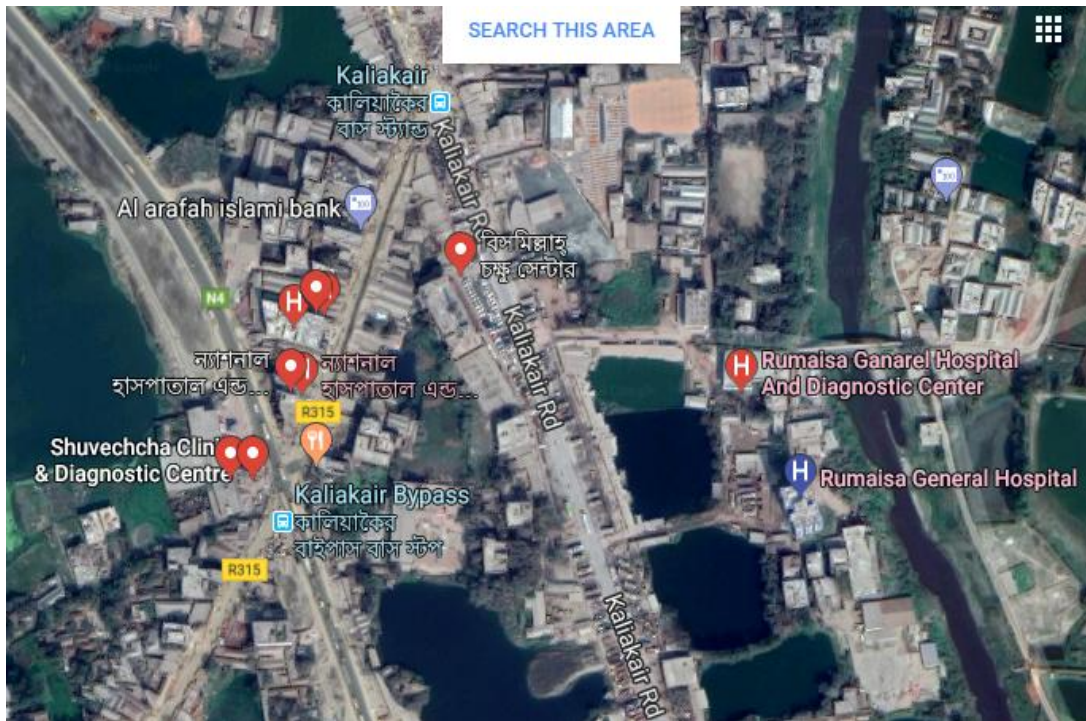 SEARCH THIS AREA
Kaliakair
কালিয়াকৈর
বাস স্ট্যান্ড
Kaliakair Rd
Al arafah islami bank
বিসমিল্লাহ্
চক্ষু সেন্টার
N4
Kaliakair Rd
ন্যাশনাল
হাসপাতাল এন্ড...
ন্যাশনাল
হাসপাতাল এন্ড...
Rumaisa Ganarel Hospital
And Diagnostic Center
R315
Shuvechcha Clini
& Diagnostic Centre
Rumaisa General Hospital
Kaliakair Bypass
কালিয়াকৈর
বাইপাস বাস স্টপ
R315
Kaliakair Rd